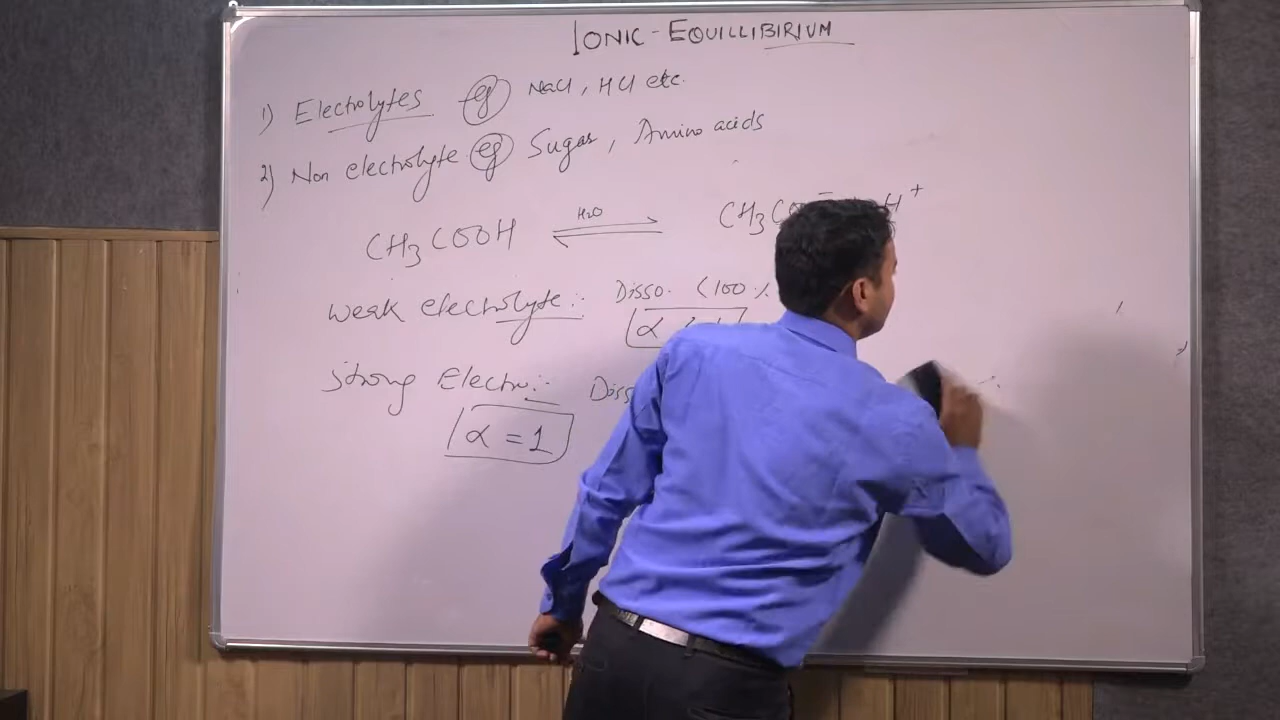 IONIC-EQUILLIBIRIUM
1) Electrolytes eg NaCl, HCl etc.
2) Non electrolyte eg Sugar, Amino acids
CH3COOH ⇌ H2O CH3CO H+
weak electrolyte:: Disso. <100 %
α < 1
strong Electro:: Diss
α = 1